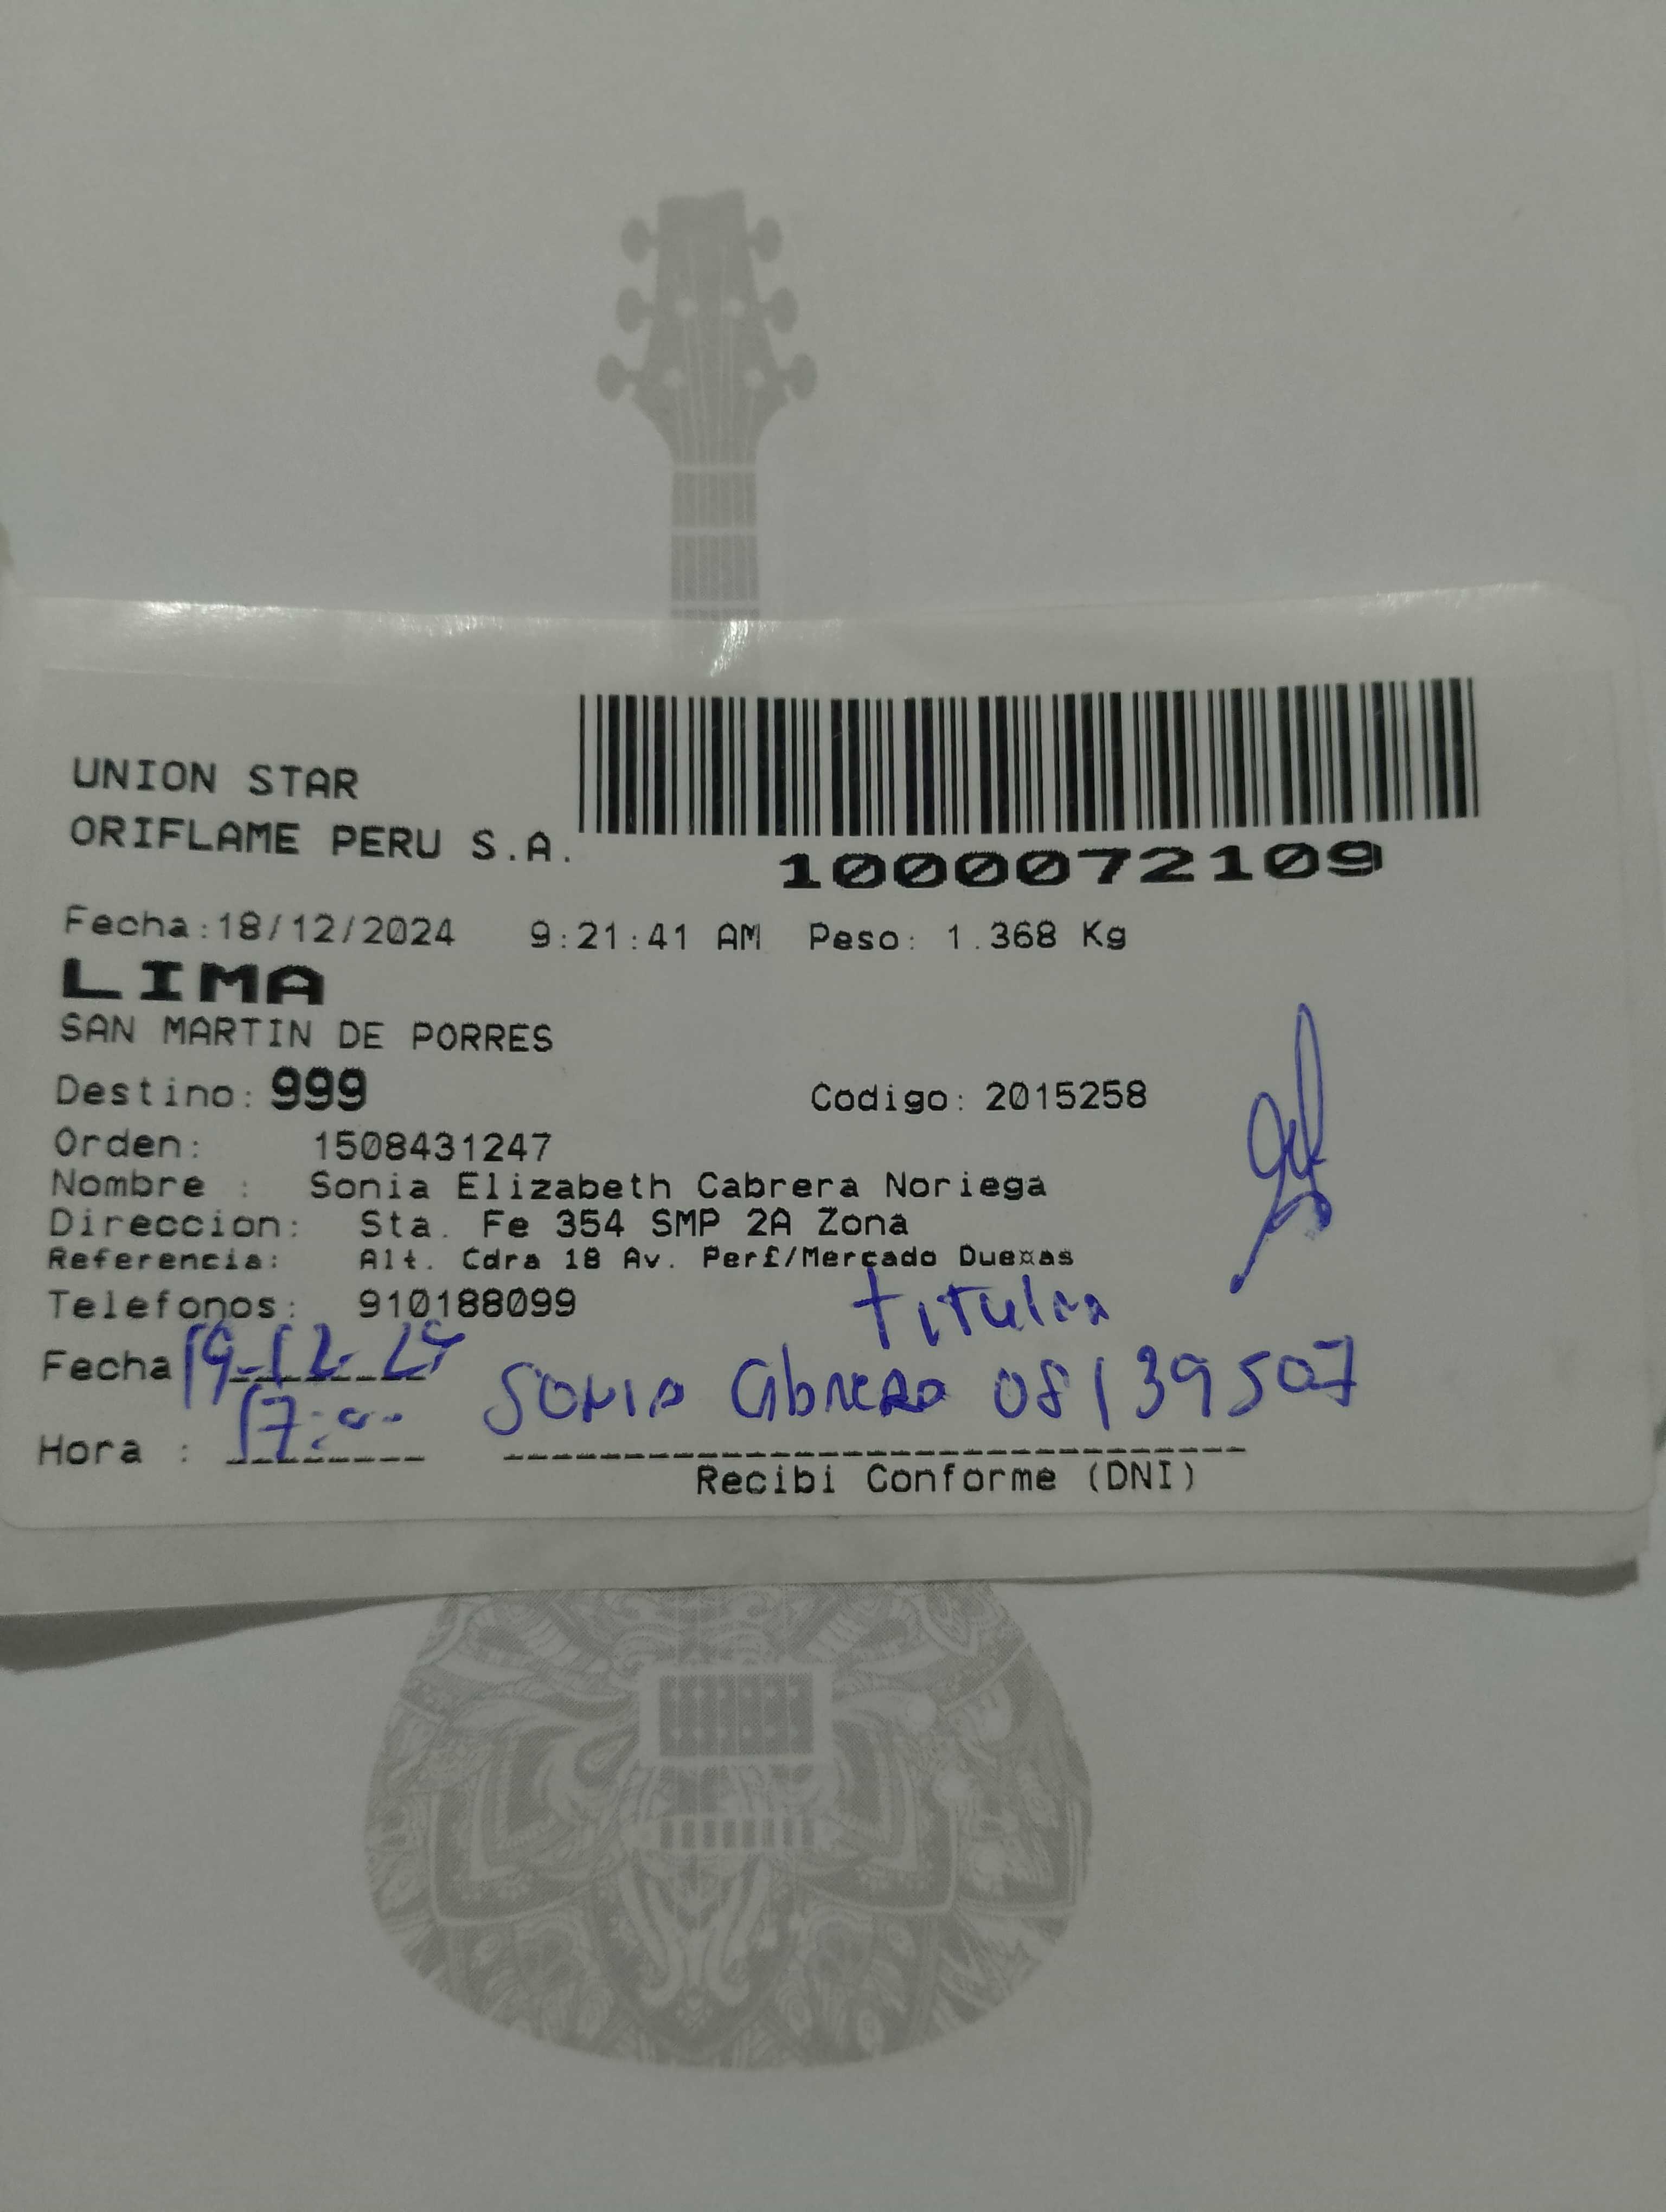 UNION STAR
ORIFLAME PERU S.A.
1000072109
Fecha:18/12/2024 9:21:41 AM Peso: 1.368 Kg
LIMA
SAN MARTIN DE PORRES
Destino: 999 Codigo: 2015258
Orden: 1508431247
Nombre : Sonia Elizabeth Cabrera Noriega
Direccion: Sta. Fe 354 SMP 2A Zona
Referencia: Alt. Cdra 18 Av. Perf/Mercado Due¤as
Telefonos: 910188099
titular
Fecha 19-12-24
Sonia Cabrera 08139507
Hora : 17:00
Recibi Conforme (DNI)